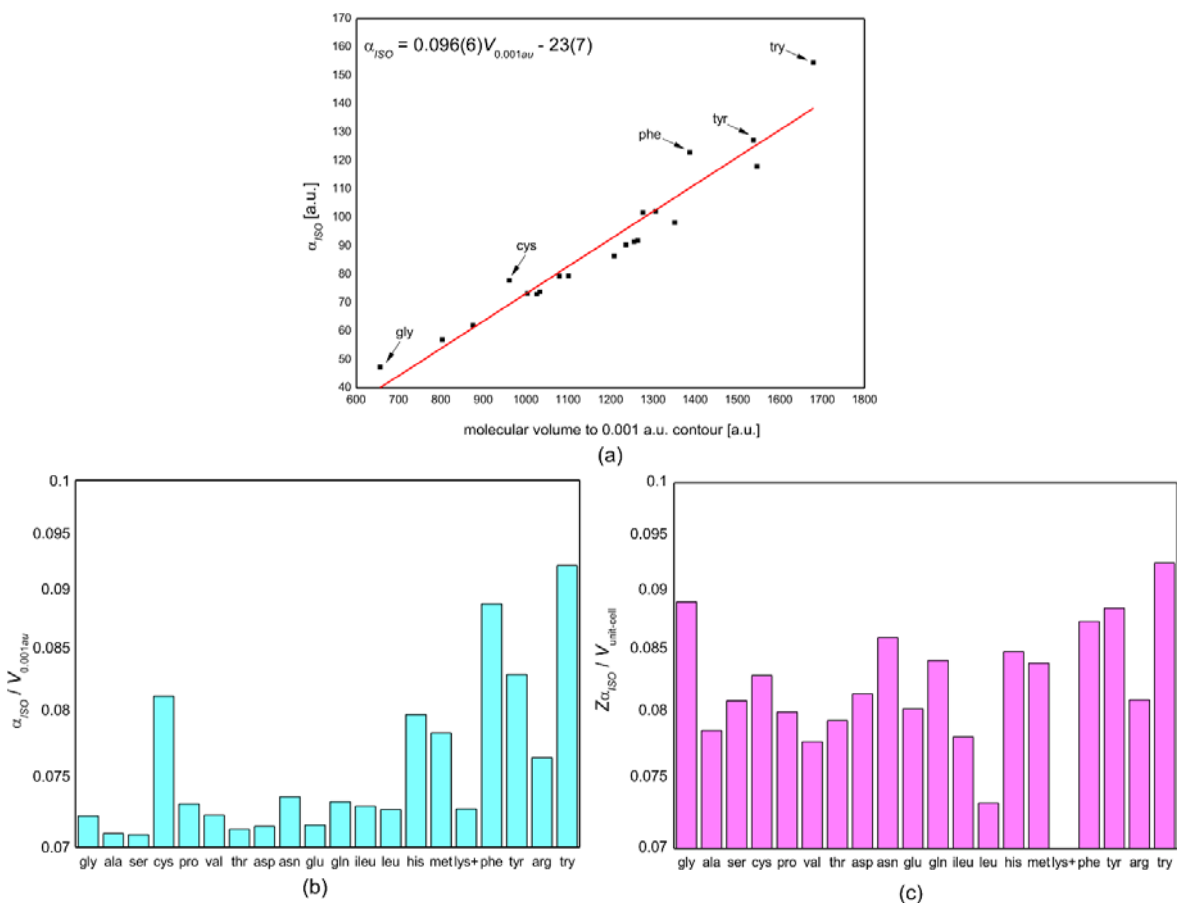 α_ISO = 0.096(6)V_0.001au - 23(7)
170
160
150
140
130
120
110
100
90
80
70
60
50
40
α_ISO [a.u.]
try
tyr
phe
cys
gly
600 700 800 900 1000 1100 1200 1300 1400 1500 1600 1700 1800
molecular volume to 0.001 a.u. contour [a.u.]
(a)
0.1
0.095
0.09
0.085
0.08
0.075
0.07
α_ISO / V_0.001au
gly ala ser cys pro val thr asp asn glu gln ileu leu his met lys+ phe tyr arg try
(b)
0.1
0.095
0.09
0.085
0.08
0.075
0.07
Zα_ISO / V_unit-cell
gly ala ser cys pro val thr asp asn glu gln ileu leu his met lys+ phe tyr arg try
(c)